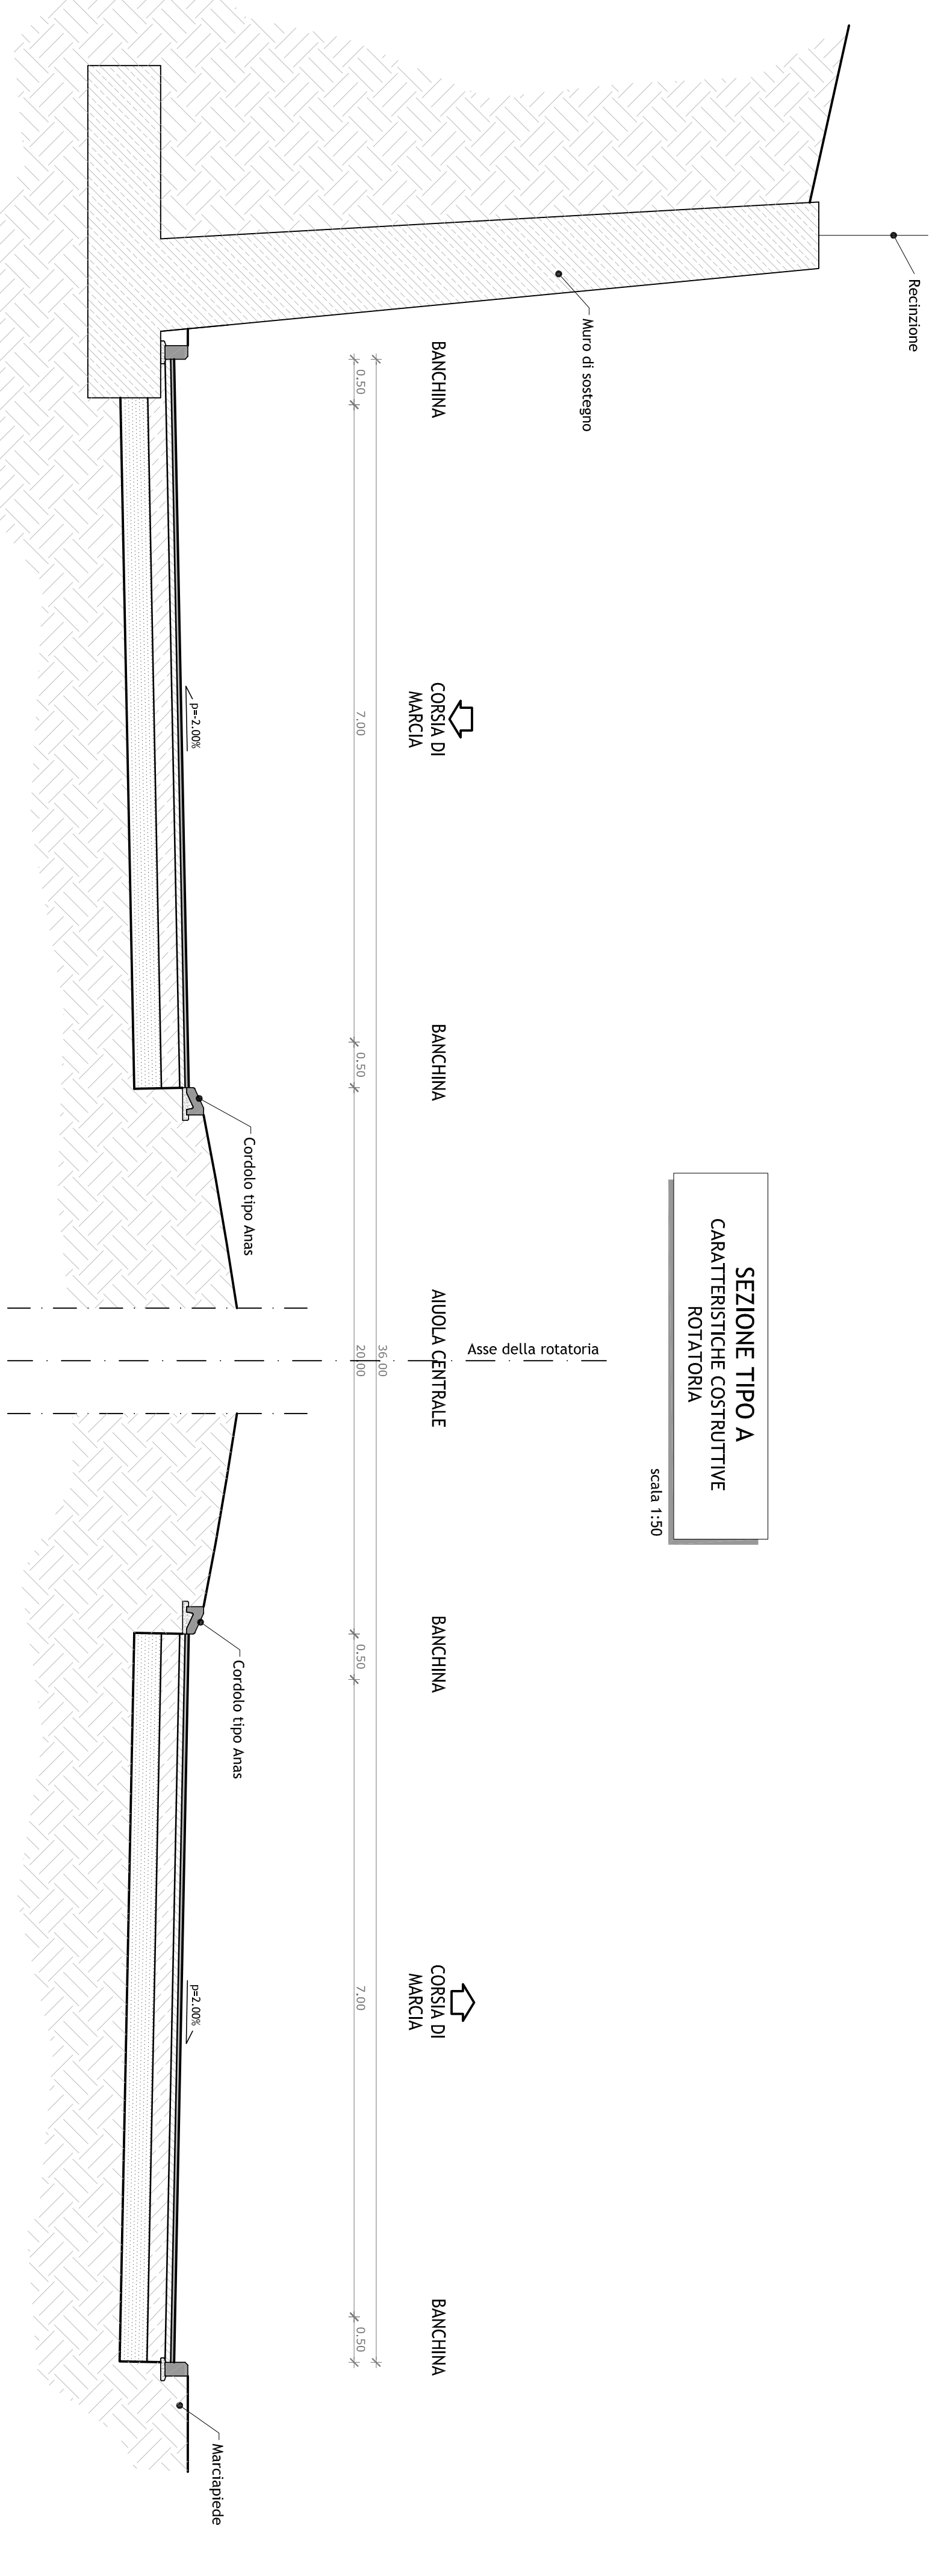 SEZIONE TIPO A
CARATTERISTICHE COSTRUTTIVE
ROTATORIA
scala 1:50
Recinzione
Muro di sostegno
Asse della rotatoria
BANCHINA
CORSIA DI
MARCIA
BANCHINA
AIUOLA CENTRALE
BANCHINA
CORSIA DI
MARCIA
BANCHINA
36.00
0.50
7.00
0.50
20.00
0.50
7.00
0.50
Cordolo tipo Anas
Cordolo tipo Anas
Marciapiede
p=-2.00%
p=2.00%